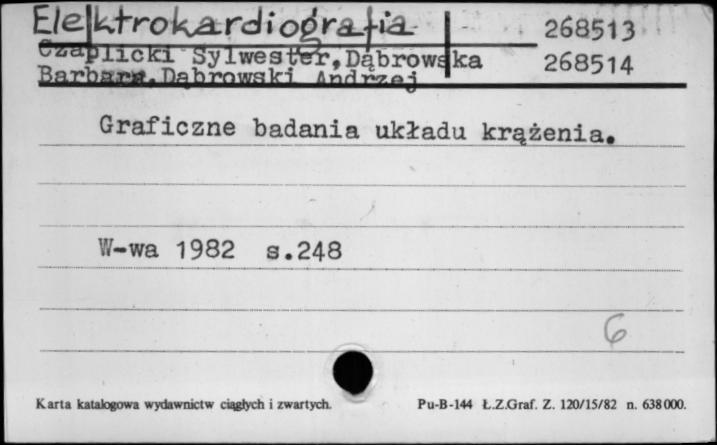 Elektrokardiografia 268513
Czaplicki Sylwester, Dąbrowska 268514
Barbara, Dąbrowski Andrzej
Graficzne badania układu krążenia.
W-wa 1982 s.248
6
Karta katalogowa wydawnictw ciągłych i zwartych. Pu-B-144 Ł.Z.Graf. Z. 120/15/82 n. 638000.